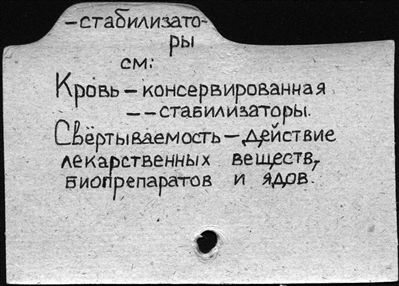 -стабилизато-
ры
см:
Кровь – консервированная
-–стабилизаторы.
Свёртываемость – действие
лекарственных веществ,
биопрепаратов и ядов.